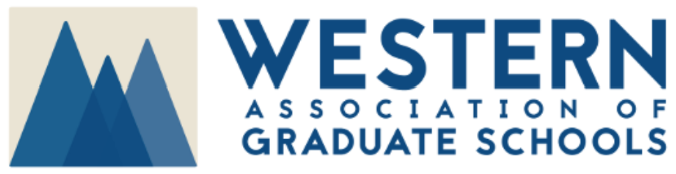 WESTERN
ASSOCIATION OF
GRADUATE SCHOOLS